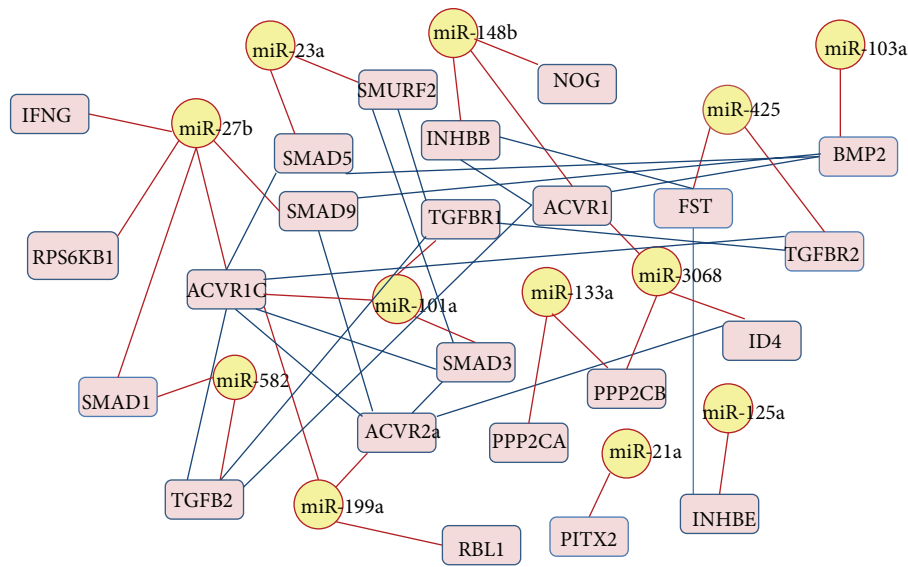 miR-148b
miR-103a
miR-23a
NOG
SMURF2
IFNG
miR-425
miR-27b
INHBB
SMAD5
BMP2
SMAD9
TGFBR1
ACVR1
FST
RPS6KB1
TGFBR2
miR-3068
ACVR1C
miR-133a
miR-101a
ID4
SMAD3
miR-582
PPP2CB
SMAD1
miR-125a
ACVR2a
PPP2CA
miR-21a
TGFB2
miR-199a
INHBE
PITX2
RBL1